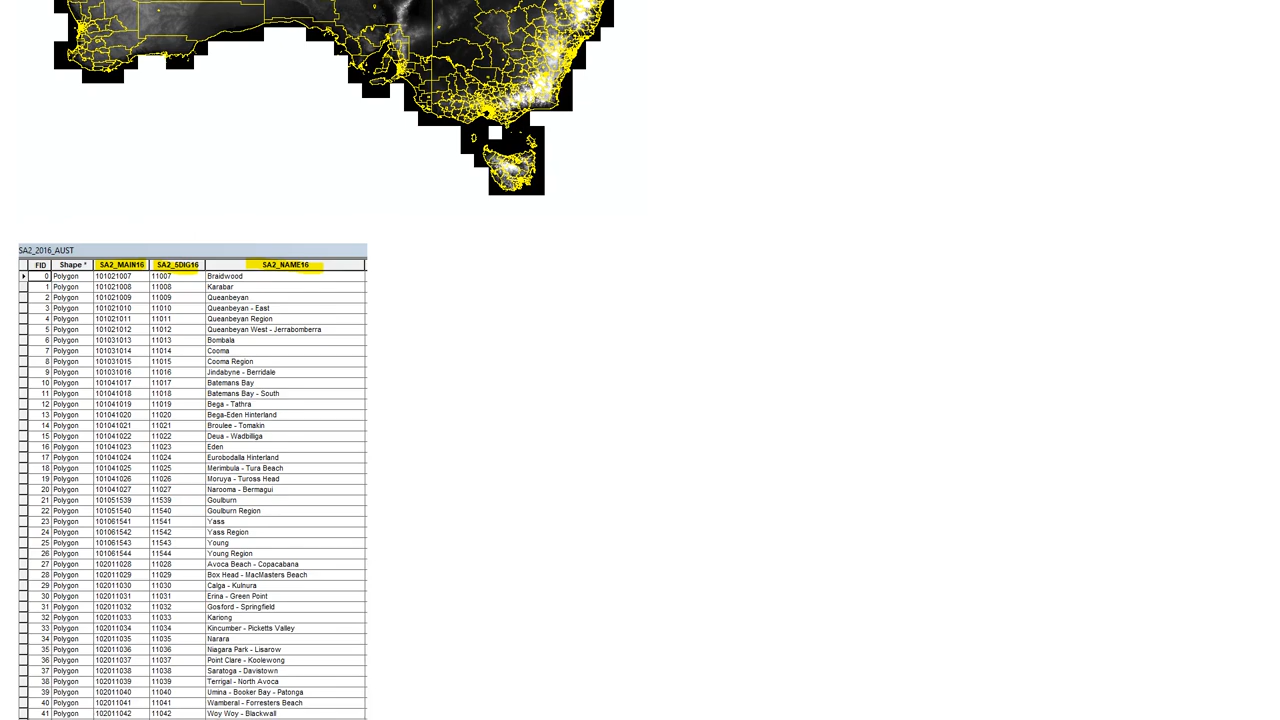 SA2_2016_AUST
FID Shape * SA2_MAIN16 SA2_5DIG16 SA2_NAME16
0 Polygon 101021007 11007 Braidwood
1 Polygon 101021008 11008 Karabar
2 Polygon 101021009 11009 Queanbeyan
3 Polygon 101021010 11010 Queanbeyan - East
4 Polygon 101021011 11011 Queanbeyan Region
5 Polygon 101021012 11012 Queanbeyan West - Jerrabomberra
6 Polygon 101031013 11013 Bombala
7 Polygon 101031014 11014 Cooma
8 Polygon 101031015 11015 Cooma Region
9 Polygon 101031016 11016 Jindabyne - Berridale
10 Polygon 101041017 11017 Batemans Bay
11 Polygon 101041018 11018 Batemans Bay - South
12 Polygon 101041019 11019 Bega - Tathra
13 Polygon 101041020 11020 Bega-Eden Hinterland
14 Polygon 101041021 11021 Broulee - Tomakin
15 Polygon 101041022 11022 Deua - Wadbilliga
16 Polygon 101041023 11023 Eden
17 Polygon 101041024 11024 Eurobodalla Hinterland
18 Polygon 101041025 11025 Merimbula - Tura Beach
19 Polygon 101041026 11026 Moruya - Tuross Head
20 Polygon 101041027 11027 Narooma - Bermagui
21 Polygon 101051539 11539 Goulburn
22 Polygon 101051540 11540 Goulburn Region
23 Polygon 101061541 11541 Yass
24 Polygon 101061542 11542 Yass Region
25 Polygon 101061543 11543 Young
26 Polygon 101061544 11544 Young Region
27 Polygon 102011028 11028 Avoca Beach - Copacabana
28 Polygon 102011029 11029 Box Head - MacMasters Beach
29 Polygon 102011030 11030 Calga - Kulnura
30 Polygon 102011031 11031 Erina - Green Point
31 Polygon 102011032 11032 Gosford - Springfield
32 Polygon 102011033 11033 Kariong
33 Polygon 102011034 11034 Kincumber - Picketts Valley
34 Polygon 102011035 11035 Narara
35 Polygon 102011036 11036 Niagara Park - Lisarow
36 Polygon 102011037 11037 Point Clare - Koolewong
37 Polygon 102011038 11038 Saratoga - Davistown
38 Polygon 102011039 11039 Terrigal - North Avoca
39 Polygon 102011040 11040 Umina - Booker Bay - Patonga
40 Polygon 102011041 11041 Wamberal - Forresters Beach
41 Polygon 102011042 11042 Woy Woy - Blackwall